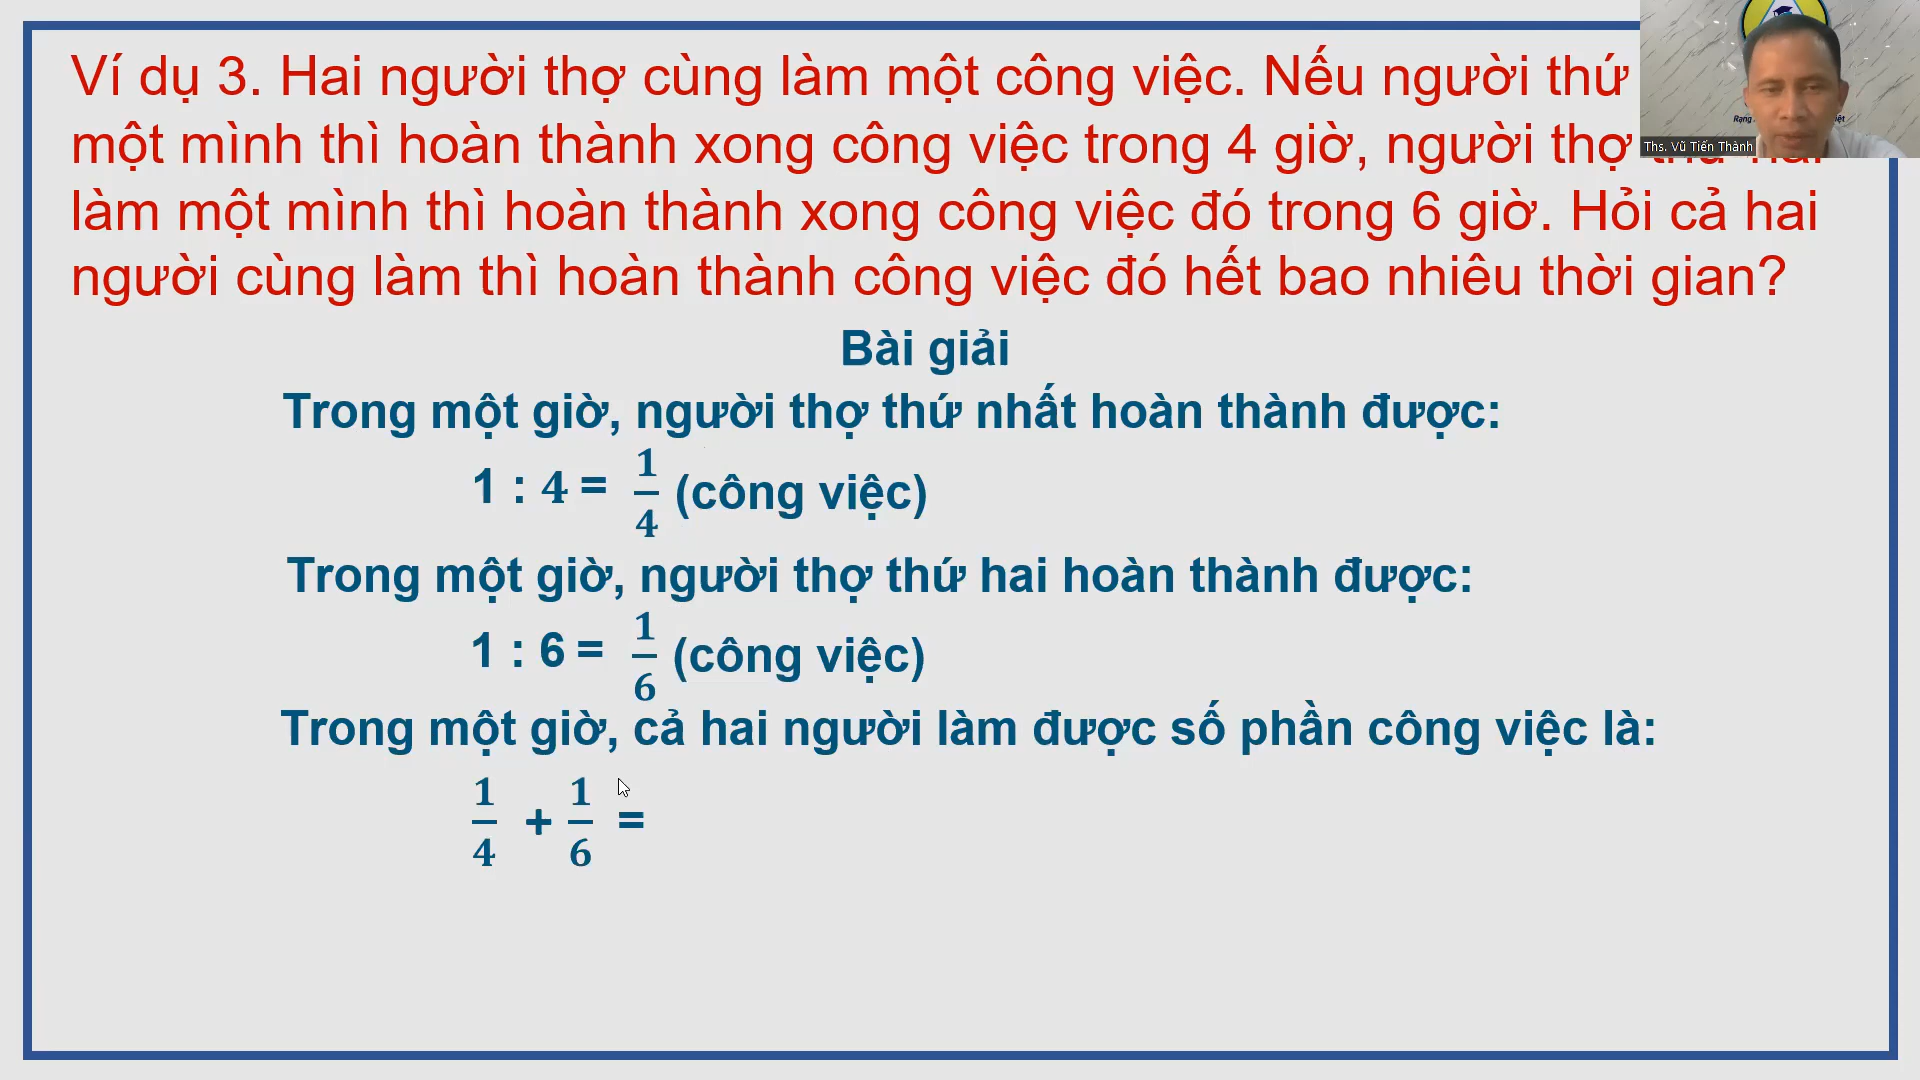 Ví dụ 3. Hai người thợ cùng làm một công việc. Nếu người thứ
một mình thì hoàn thành xong công việc trong 4 giờ, người thợ thứ hai
làm một mình thì hoàn thành xong công việc đó trong 6 giờ. Hỏi cả hai
người cùng làm thì hoàn thành công việc đó hết bao nhiêu thời gian?
Ths. Vũ Tiến Thành
Bài giải
Trong một giờ, người thợ thứ nhất hoàn thành được:
1 : 4 = 1/4 (công việc)
Trong một giờ, người thợ thứ hai hoàn thành được:
1 : 6 = 1/6 (công việc)
Trong một giờ, cả hai người làm được số phần công việc là:
1/4 + 1/6 =